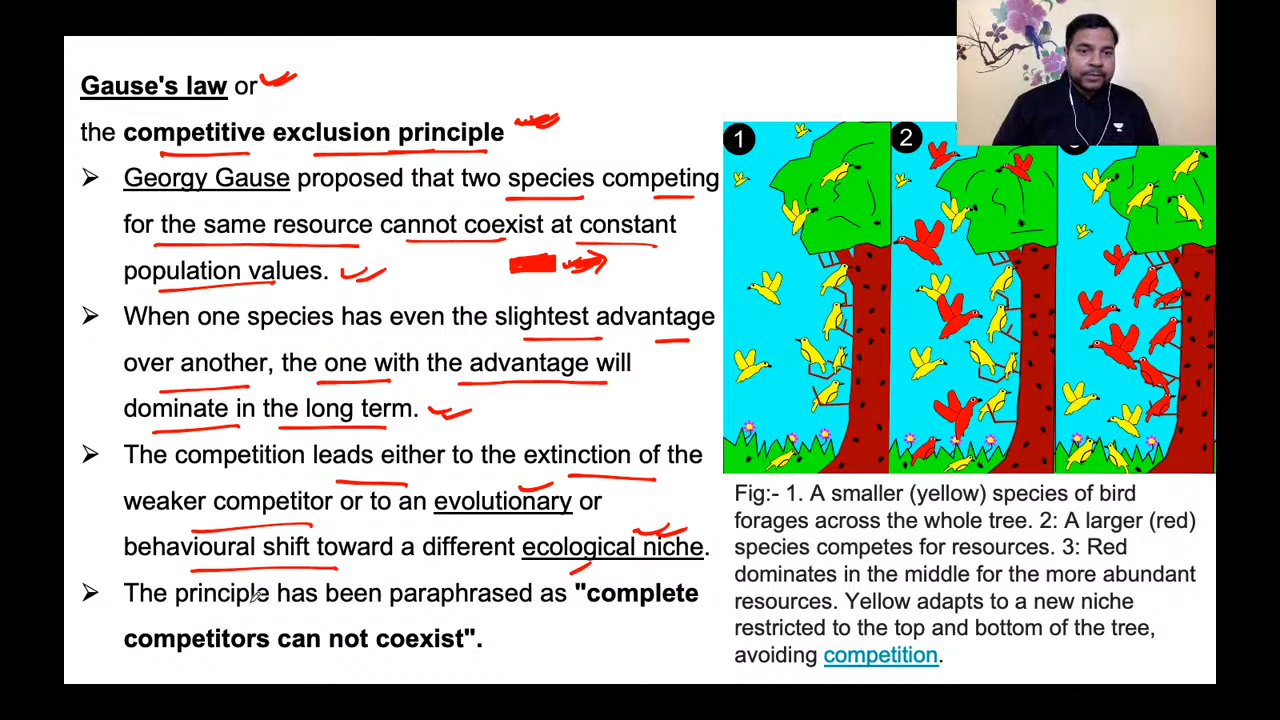 Gause's law or
the competitive exclusion principle
➢ Georgy Gause proposed that two species competing
for the same resource cannot coexist at constant
population values.
➢ When one species has even the slightest advantage
over another, the one with the advantage will
dominate in the long term.
➢ The competition leads either to the extinction of the
weaker competitor or to an evolutionary or
behavioural shift toward a different ecological niche.
➢ The principle has been paraphrased as "complete
competitors can not coexist".
1
2
Fig:- 1. A smaller (yellow) species of bird
forages across the whole tree. 2: A larger (red)
species competes for resources. 3: Red
dominates in the middle for the more abundant
resources. Yellow adapts to a new niche
restricted to the top and bottom of the tree,
avoiding competition.